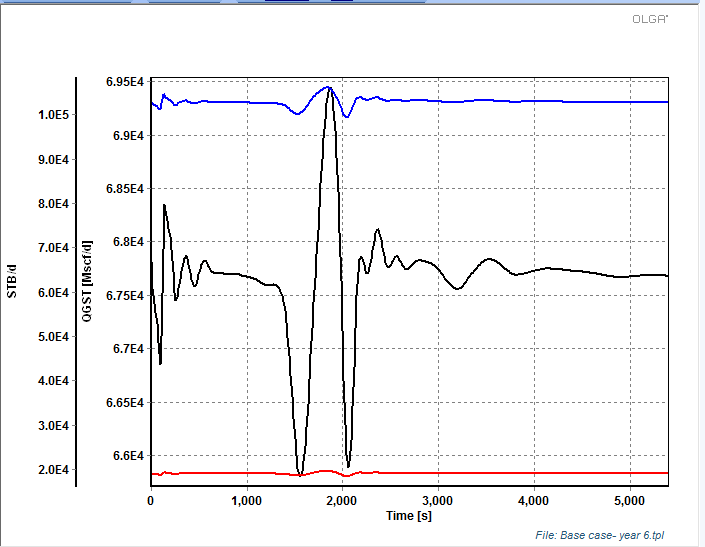 OLGA
STB/d
1.0E5
9.0E4
8.0E4
7.0E4
6.0E4
5.0E4
4.0E4
3.0E4
2.0E4
QGST [Mscf/d]
6.95E4
6.9E4
6.85E4
6.8E4
6.75E4
6.7E4
6.65E4
6.6E4
0 1,000 2,000 3,000 4,000 5,000
Time [s]
File: Base case- year 6.tpl